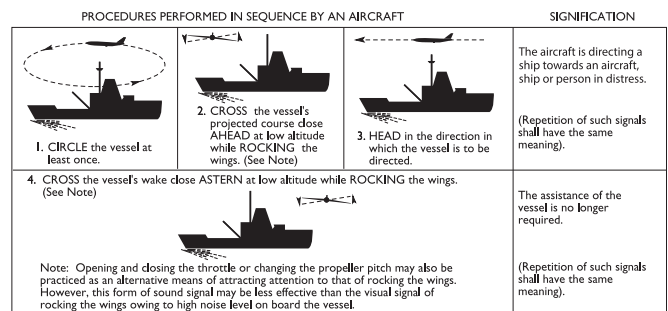 PROCEDURES PERFORMED IN SEQUENCE BY AN AIRCRAFT
SIGNIFICATION
1. CIRCLE the vessel at
least once.
2. CROSS the vessel's
projected course close
AHEAD at low altitude
while ROCKING the
wings. (See Note)
3. HEAD in the direction in
which the vessel is to be
directed.
The aircraft is directing a
ship towards an aircraft,
ship or person in distress.
(Repetition of such signals
shall have the same
meaning).
4. CROSS the vessel's wake close ASTERN at low altitude while ROCKING the wings.
(See Note)
Note: Opening and closing the throttle or changing the propeller pitch may also be
practiced as an alternative means of attracting attention to that of rocking the wings.
However, this form of sound signal may be less effective than the visual signal of
rocking the wings owing to high noise level on board the vessel.
The assistance of the
vessel is no longer
required.
(Repetition of such signals
shall have the same
meaning).